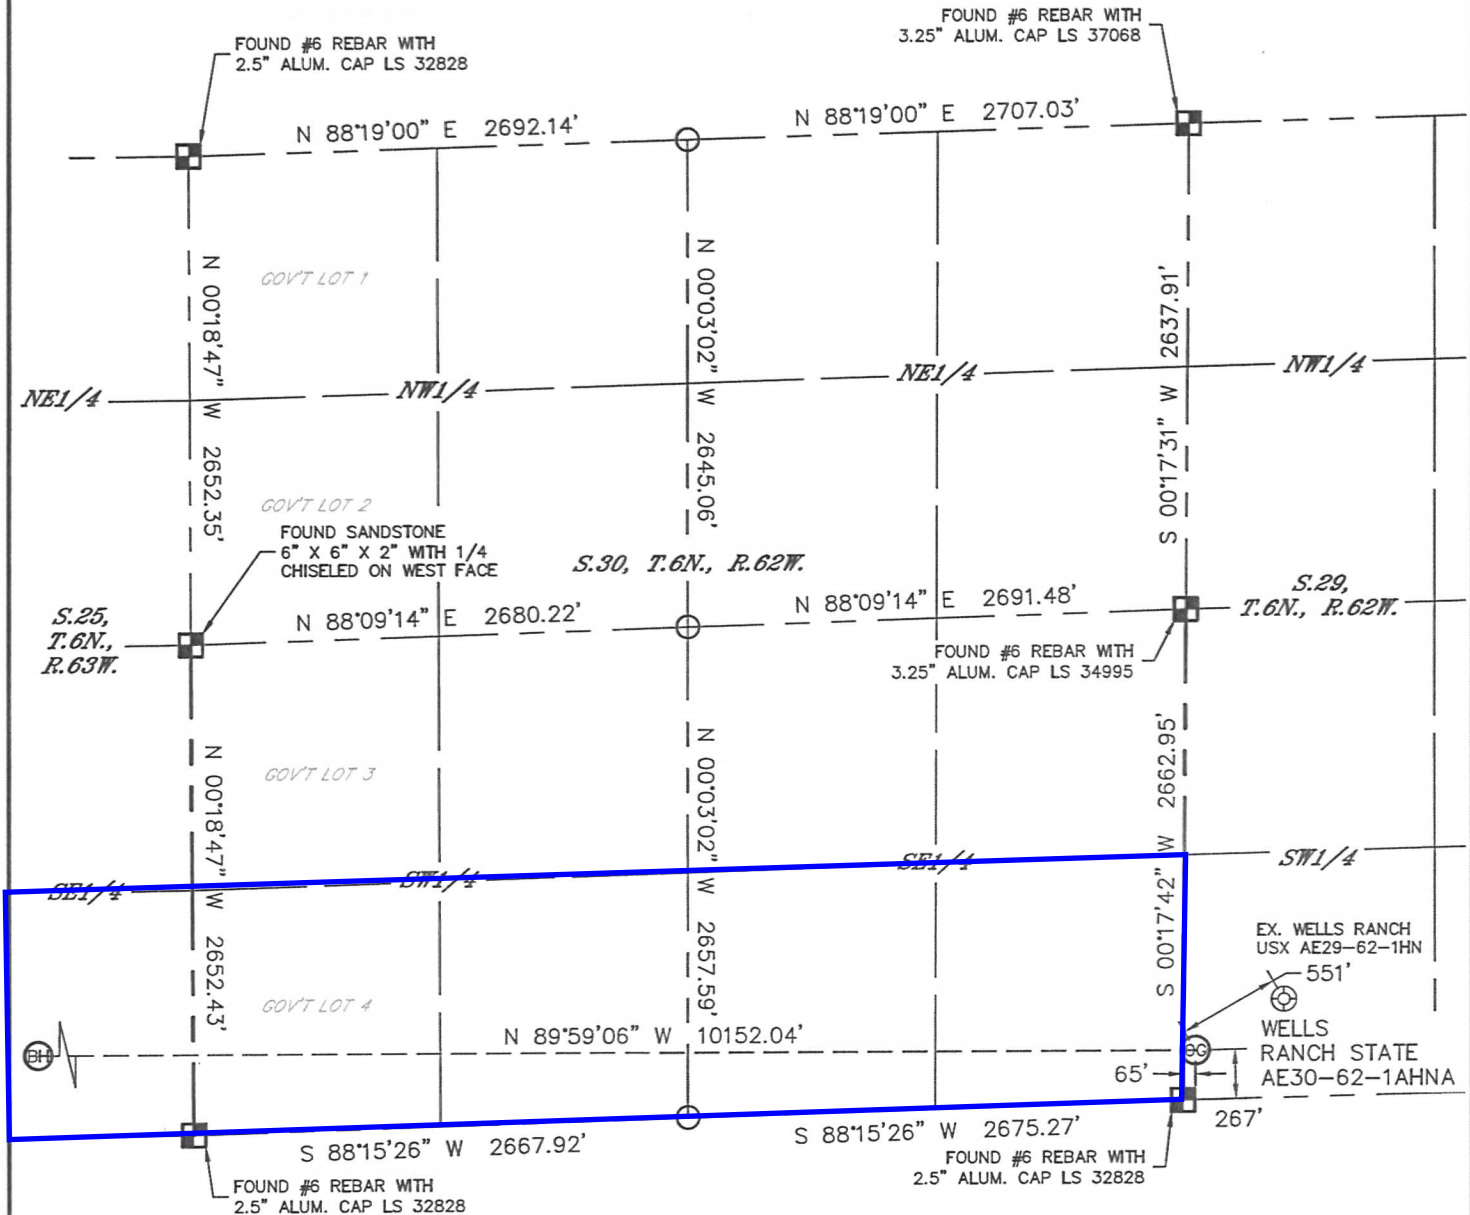 FOUND #6 REBAR WITH
3.25" ALUM. CAP LS 37068
FOUND #6 REBAR WITH
2.5" ALUM. CAP LS 32828
N 88°19'00" E 2692.14'
N 88°19'00" E 2707.03'
N 00°18'47" W 2652.35'
GOV'T LOT 1
N 00°03'02" W 2645.06'
S 00°17'31" W 2637.91'
NE1/4
NW1/4
NE1/4
NW1/4
GOV'T LOT 2
FOUND SANDSTONE
6" X 6" X 2" WITH 1/4
CHISELED ON WEST FACE
S.30, T.6N., R.62W.
S.29,
T.6N., R.62W.
S.25,
T.6N.,
R.63W.
N 88°09'14" E 2680.22'
N 88°09'14" E 2691.48'
FOUND #6 REBAR WITH
3.25" ALUM. CAP LS 34995
N 00°18'47" W 2652.43'
GOV'T LOT 3
N 00°03'02" W 2657.59'
S 00°17'42" W 2662.95'
SE1/4
SW1/4
SE1/4
SW1/4
EX. WELLS RANCH
USX AE29-62-1HN
551'
GOV'T LOT 4
N 89°59'06" W 10152.04'
BH
OG
WELLS
RANCH STATE
AE30-62-1AHNA
65'
267'
S 88°15'26" W 2667.92'
S 88°15'26" W 2675.27'
FOUND #6 REBAR WITH
2.5" ALUM. CAP LS 32828
FOUND #6 REBAR WITH
2.5" ALUM. CAP LS 32828